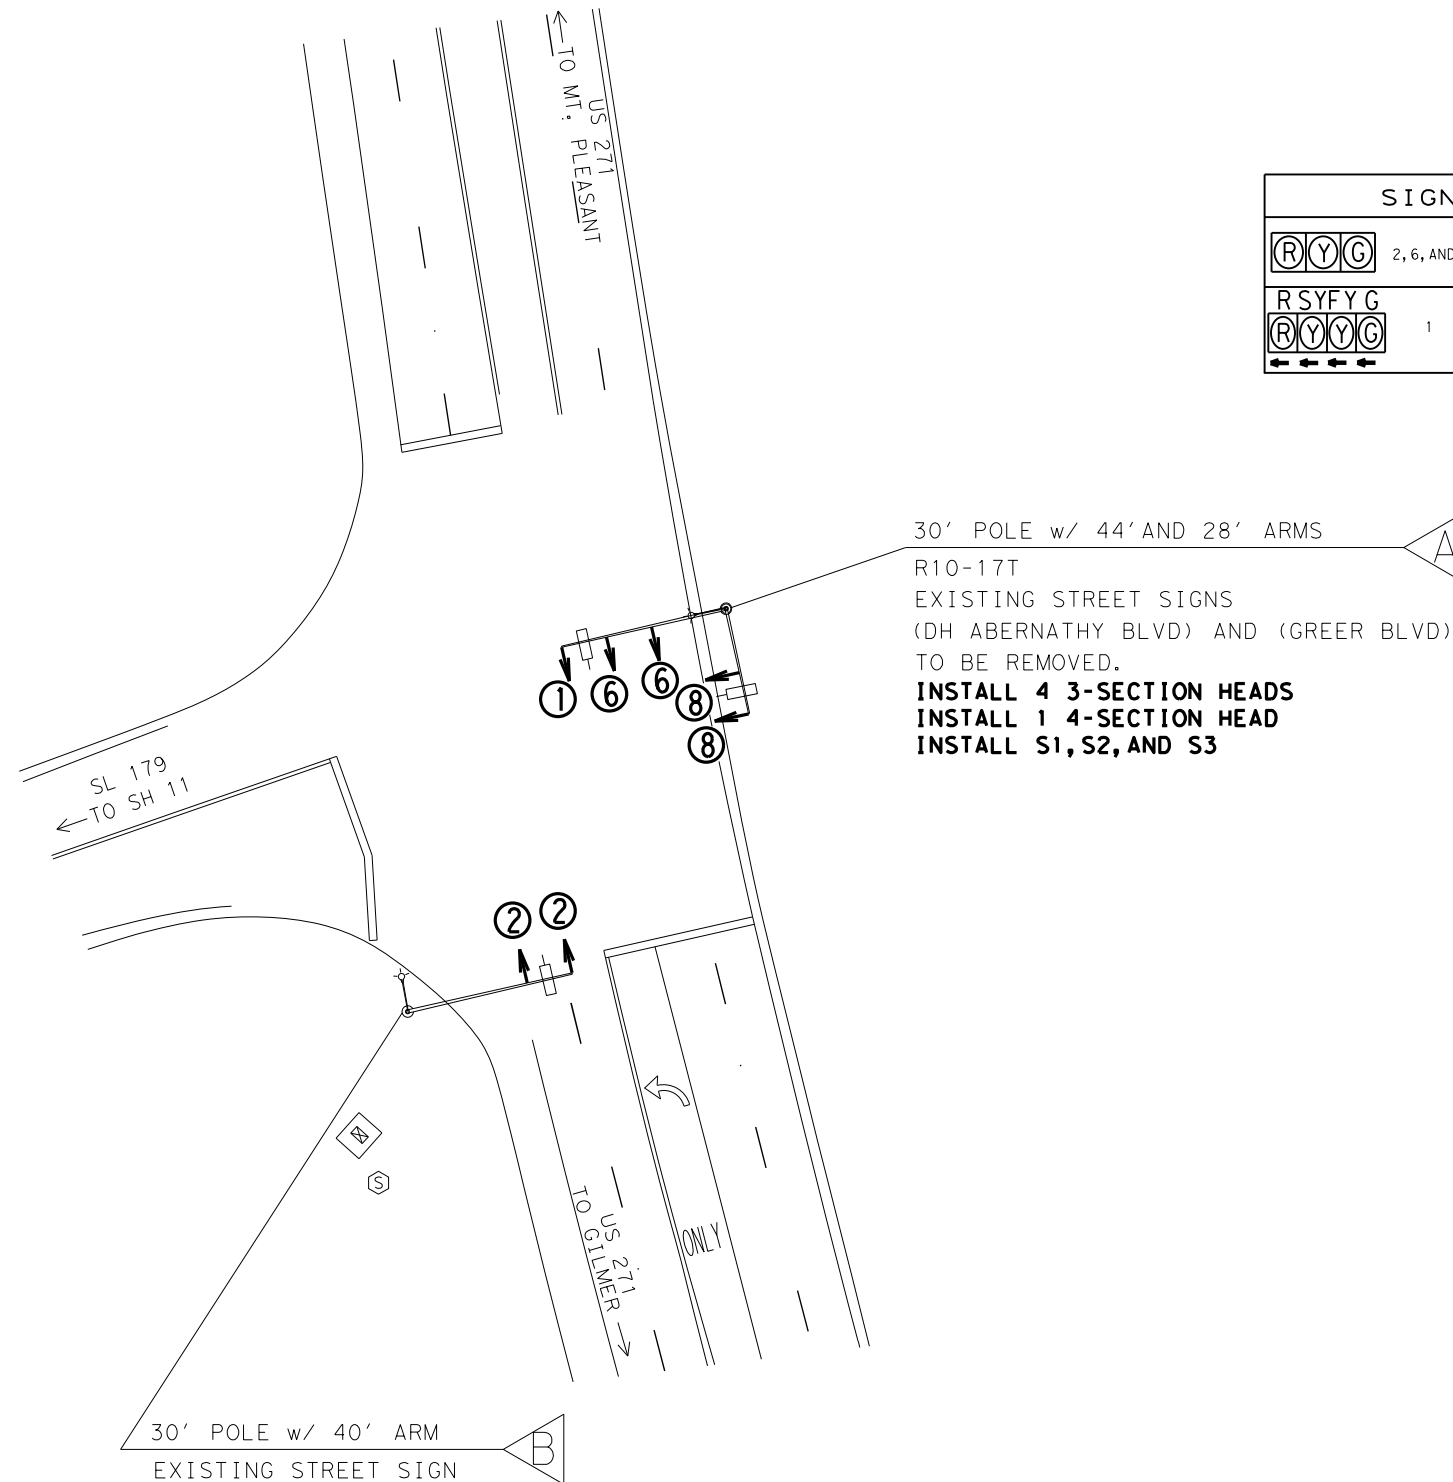 US 271
TO MT. PLEASANT
SIGN
R Y G 2,6,AND
R SY FY G
R Y Y G 1
30' POLE w/ 44'AND 28' ARMS
A
R10-17T
EXISTING STREET SIGNS
(DH ABERNATHY BLVD) AND (GREER BLVD)
TO BE REMOVED.
INSTALL 4 3-SECTION HEADS
INSTALL 1 4-SECTION HEAD
INSTALL S1,S2,AND S3
1
6
6
8
8
SL 179
TO SH 11
2
2
S
ONLY
US 271
TO GILMER
30' POLE w/ 40' ARM
B
EXISTING STREET SIGN